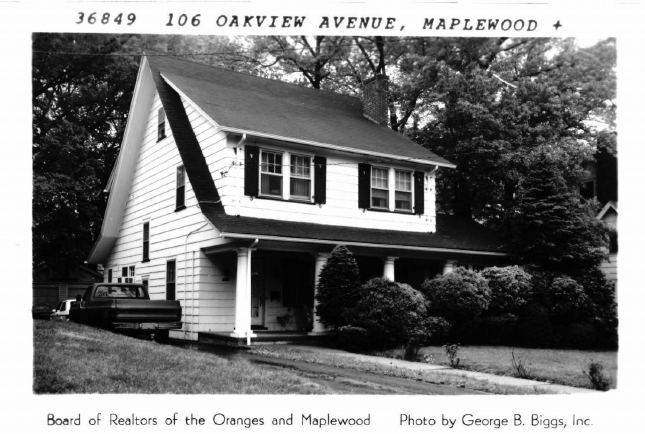 36849 106 OAKVIEW AVENUE, MAPLEWOOD +
Board of Realtors of the Oranges and Maplewood Photo by George B. Biggs, Inc.